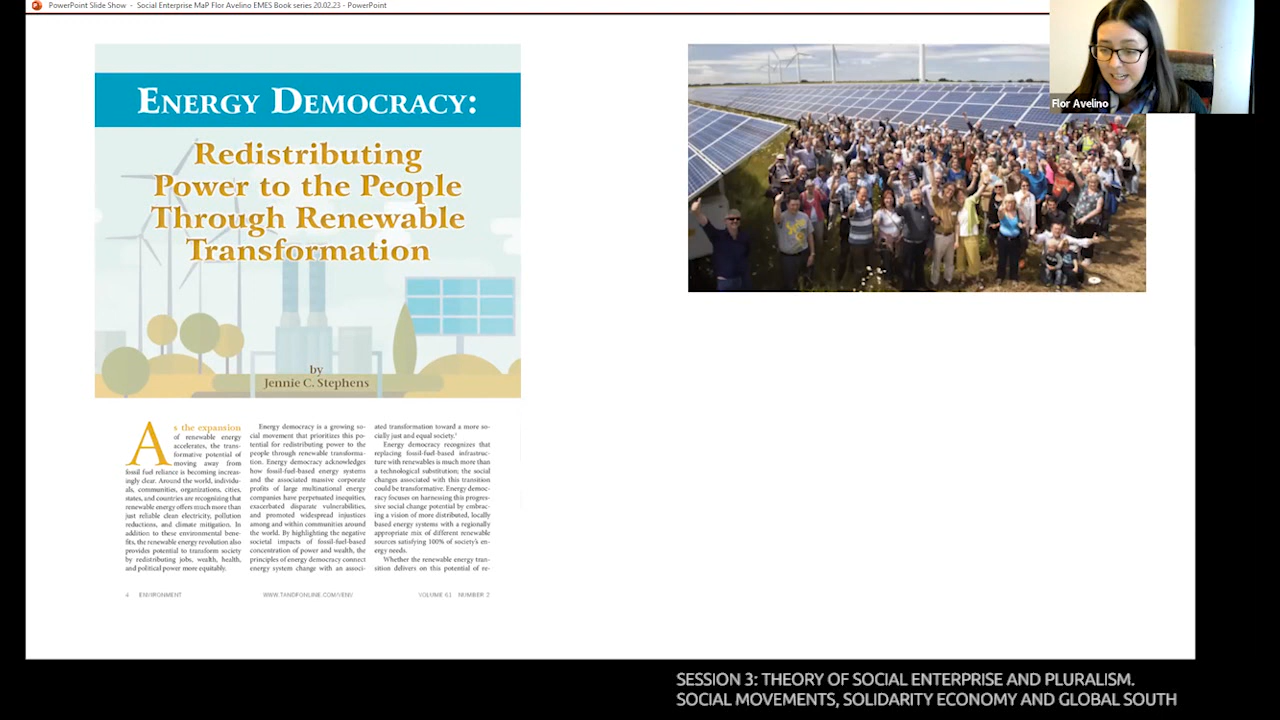 PowerPoint Slide Show - Social Enterprise MaP Flor Avelino EMES Book series 20.02.23 - PowerPoint
Flor Avelino
ENERGY DEMOCRACY:
Redistributing
Power to the People
Through Renewable
Transformation
by
Jennie C. Stephens
As the expansion
of renewable energy
accelerates, the trans-
formative potential of
moving away from
fossil fuel reliance is becoming increas-
ingly clear. Around the world, individu-
als, communities, organizations, cities,
states, and countries are recognizing that
renewable energy offers much more than
just reliable clean electricity, pollution
reductions, and climate mitigation. In
addition to these environmental bene-
fits, the renewable energy revolution also
provides potential to transform society
by redistributing jobs, wealth, health,
and political power more equitably.
Energy democracy is a growing so-
cial movement that prioritizes this po-
tential for redistributing power to the
people through renewable transforma-
tion. Energy democracy acknowledges
how fossil-fuel-based energy systems
and the associated massive corporate
profits of large multinational energy
companies have perpetuated inequities,
exacerbated disparate vulnerabilities,
and promoted widespread injustices
among and within communities around
the world. By highlighting the negative
societal impacts of fossil-fuel-based
concentration of power and wealth, the
principles of energy democracy connect
energy system change with an associ-
ated transformation toward a more so-
cially just and equal society.¹
Energy democracy recognizes that
replacing fossil-fuel-based infrastruc-
ture with renewables is much more than
a technological substitution; the social
changes associated with this transition
could be transformative. Energy democ-
racy focuses on harnessing this progres-
sive social change potential by embrac-
ing a vision of more distributed, locally
based energy systems with a regionally
appropriate mix of different renewable
sources satisfying 100% of society's en-
ergy needs.
Whether the renewable energy tran-
sition delivers on this potential of re-
4 ENVIRONMENT WWW.TANDFONLINE.COM/VENV VOLUME 61 NUMBER 2
SESSION 3: THEORY OF SOCIAL ENTERPRISE AND PLURALISM.
SOCIAL MOVEMENTS, SOLIDARITY ECONOMY AND GLOBAL SOUTH